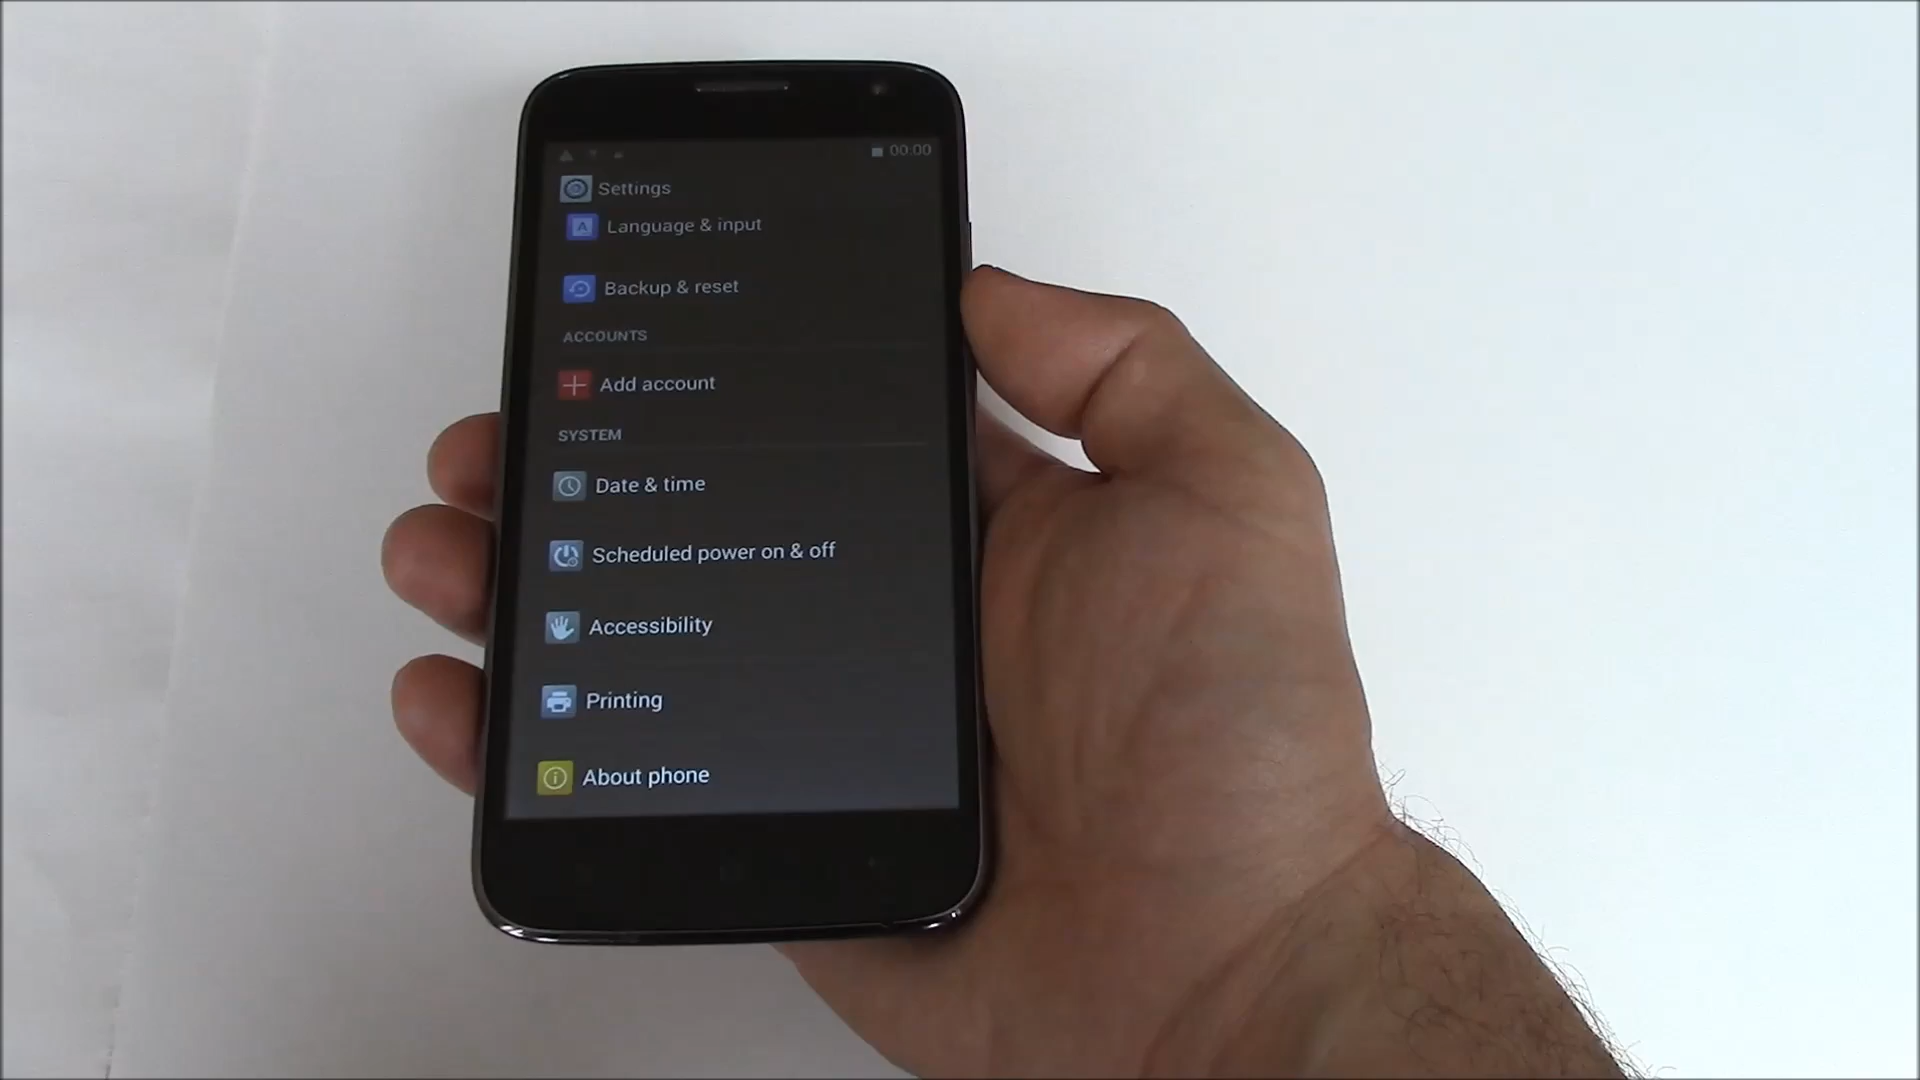 00:00
Settings
Language & input
Backup & reset
ACCOUNTS
Add account
SYSTEM
Date & time
Scheduled power on & off
Accessibility
Printing
About phone